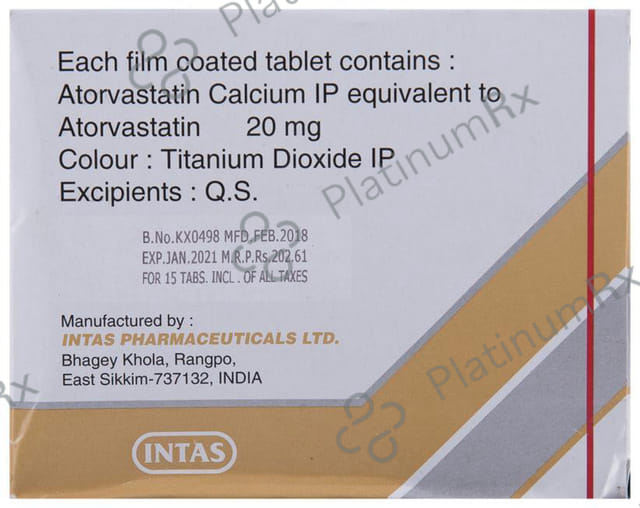 Each film coated tablet contains :
Atorvastatin Calcium IP equivalent to
Atorvastatin 20 mg
Colour : Titanium Dioxide IP
Excipients : Q.S.
B.No.KX0498 MFD.FEB.2018
EXP.JAN.2021 M.R.P.Rs.202.61
FOR 15 TABS. INCL. OF ALL TAXES
Manufactured by :
INTAS PHARMACEUTICALS LTD.
Bhagey Khola, Rangpo,
East Sikkim-737132, INDIA
INTAS
PlatinumRx
PlatinumRx
Rx